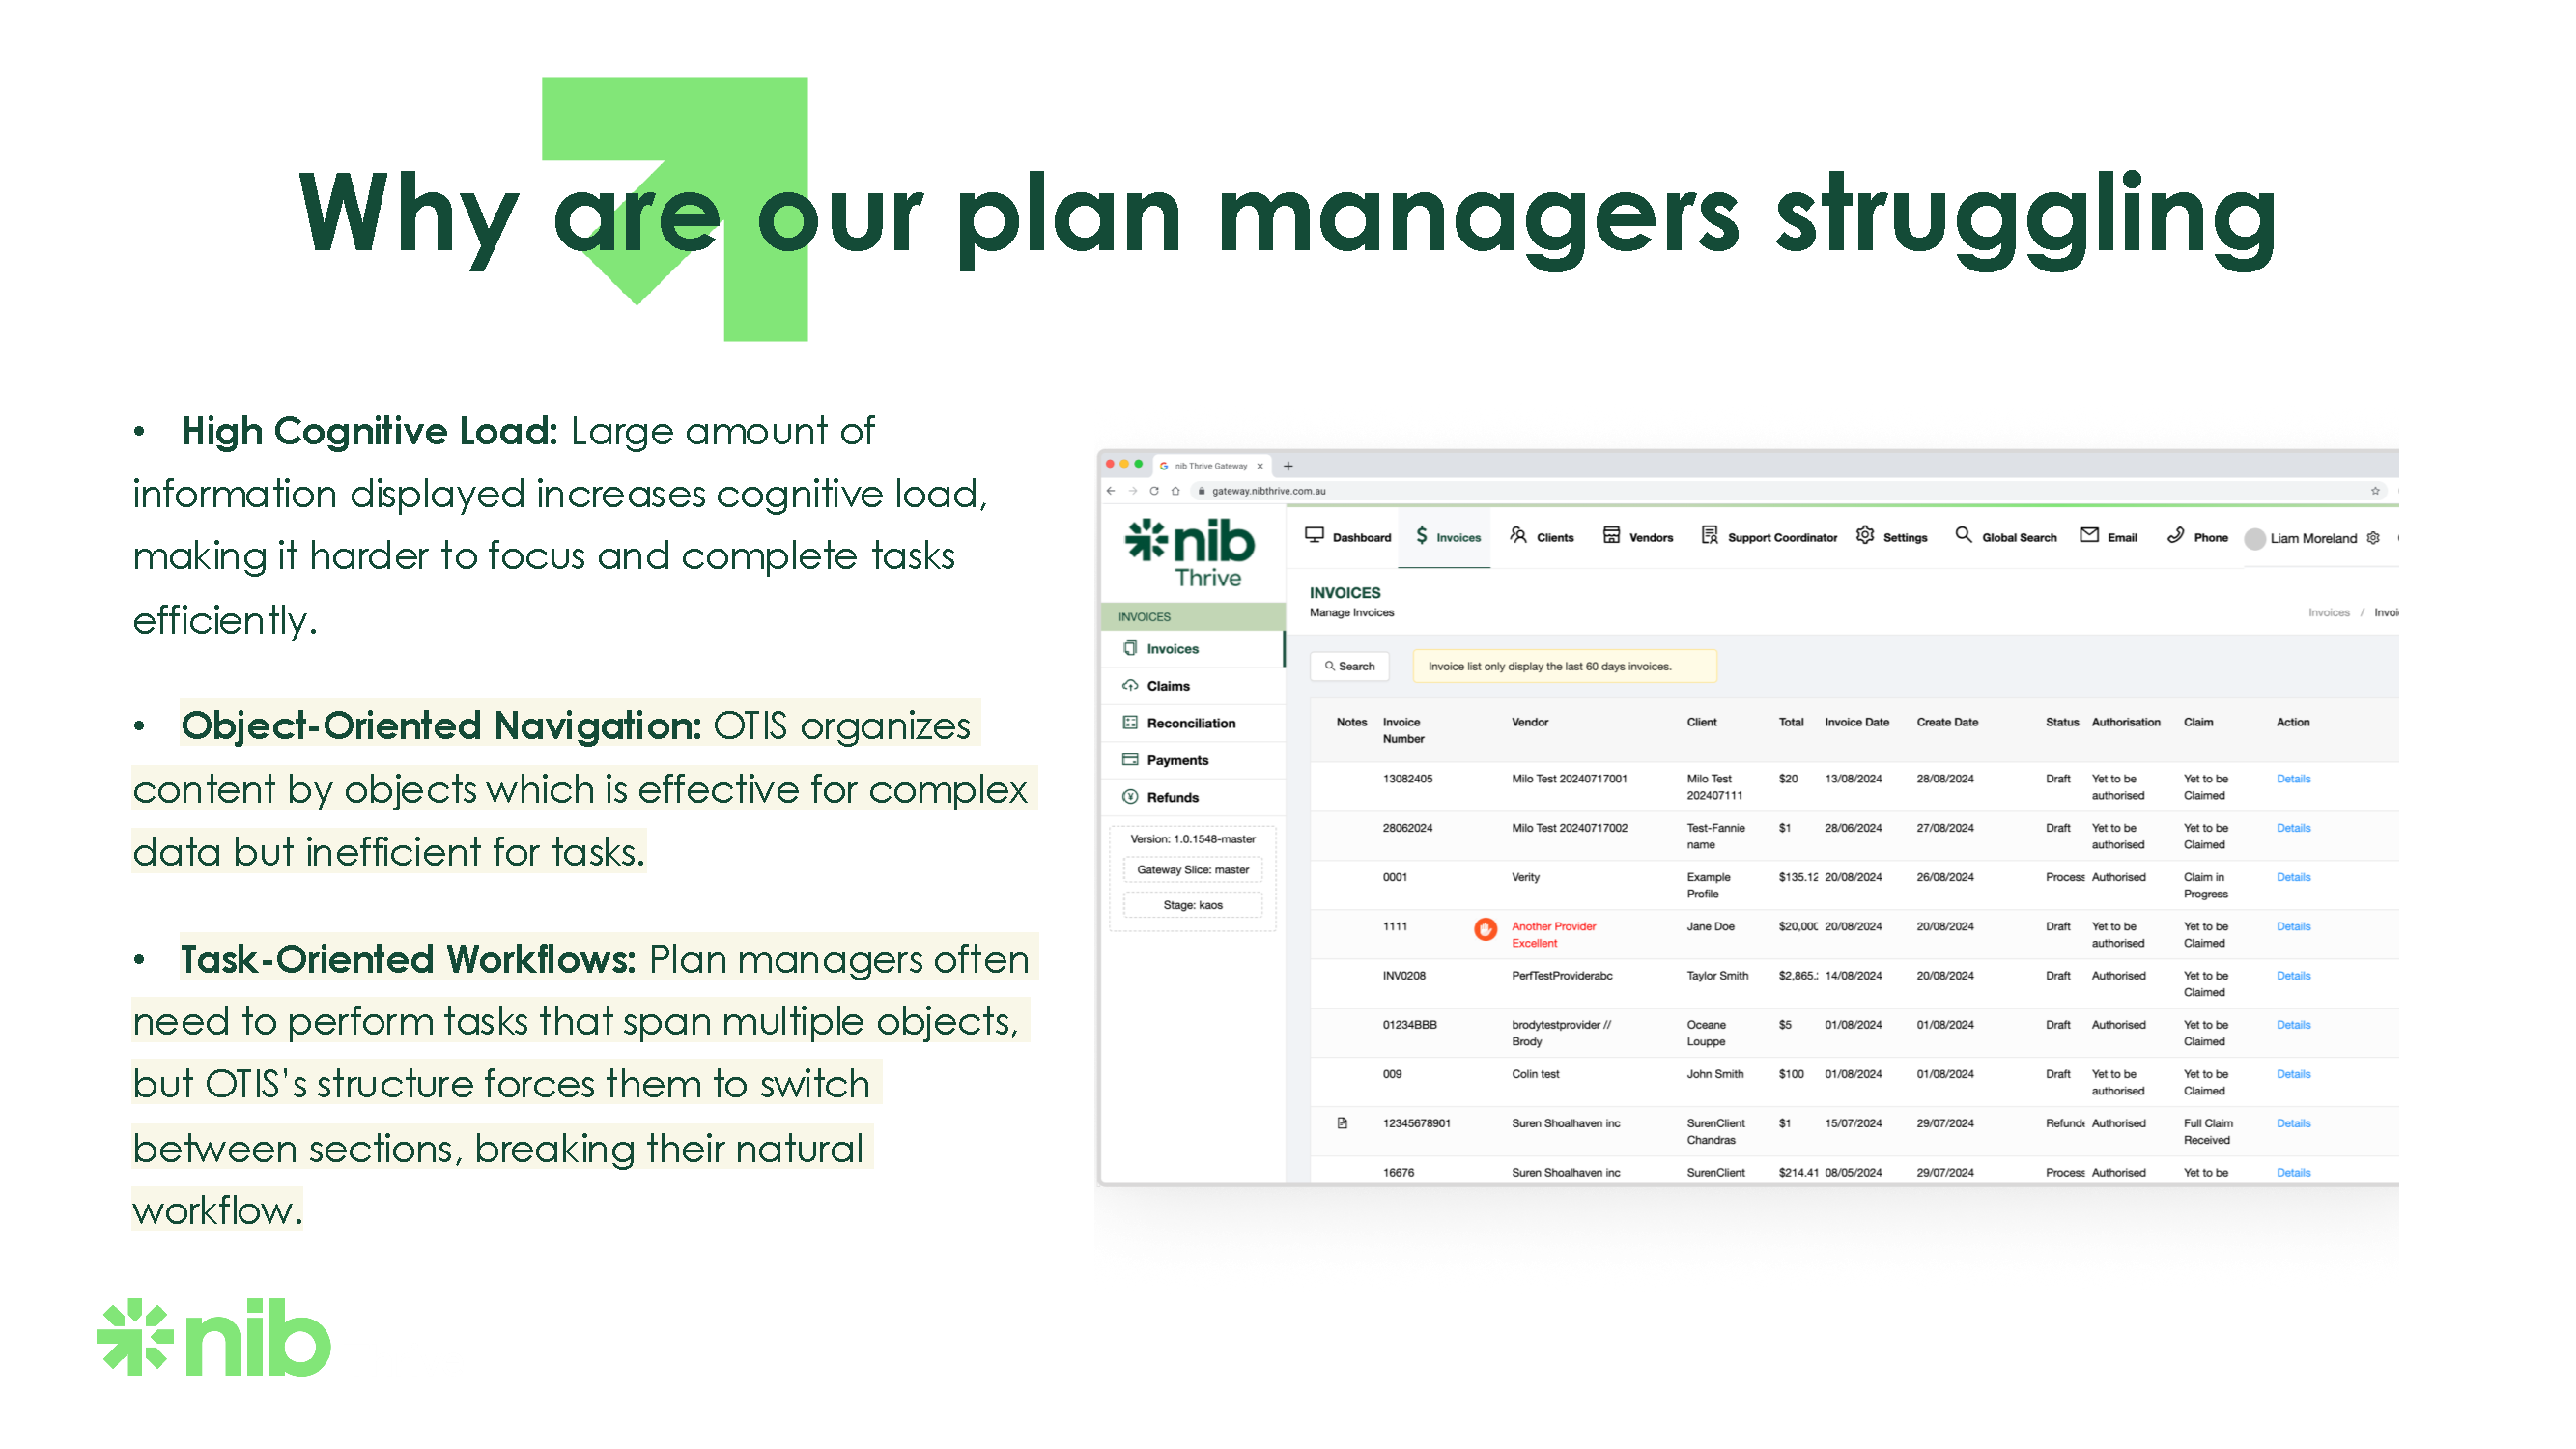 Why are our plan managers struggling
• High Cognitive Load: Large amount of
information displayed increases cognitive load,
making it harder to focus and complete tasks
efficiently.
• Object-Oriented Navigation: OTIS organizes
content by objects which is effective for complex
data but inefficient for tasks.
• Task-Oriented Workflows: Plan managers often
need to perform tasks that span multiple objects,
but OTIS's structure forces them to switch
between sections, breaking their natural
workflow.
nib
nib Thrive Gateway
gateway.nibthrive.com.au
nib
Thrive
Dashboard Invoices Clients Vendors Support Coordinator Settings Global Search Email Phone Liam Moreland
INVOICES
Invoices
Claims
Reconciliation
Payments
Refunds
Version: 1.0.1548-master
Gateway Slice: master
Stage: kaos
INVOICES
Manage Invoices
Invoices / Invoi
Search
Invoice list only display the last 60 days invoices.
Notes Invoice Vendor Client Total Invoice Date Create Date Status Authorisation Claim Action
Number
13082405 Milo Test 20240717001 Milo Test $20 13/08/2024 28/08/2024 Draft Yet to be Yet to be Details
202407111 authorised Claimed
28062024 Milo Test 20240717002 Test-Fannie $1 28/06/2024 27/08/2024 Draft Yet to be Yet to be Details
name authorised Claimed
0001 Verity Example $135.12 20/08/2024 26/08/2024 Process Authorised Claim in Details
Profile Progress
1111 Another Provider Jane Doe $20,000 20/08/2024 20/08/2024 Draft Yet to be Yet to be Details
Excellent authorised Claimed
INV0208 PerfTestProviderabc Taylor Smith $2,865.: 14/08/2024 20/08/2024 Draft Authorised Yet to be Details
Claimed
01234BBB brodytestprovider // Oceane $5 01/08/2024 01/08/2024 Draft Authorised Yet to be Details
Brody Louppe Claimed
009 Colin test John Smith $100 01/08/2024 01/08/2024 Draft Yet to be Yet to be Details
authorised Claimed
12345678901 Suren Shoalhaven inc SurenClient $1 15/07/2024 29/07/2024 Refunde Authorised Full Claim Details
Chandras Received
16676 Suren Shoalhaven inc SurenClient $214.41 08/05/2024 29/07/2024 Process Authorised Yet to be Details